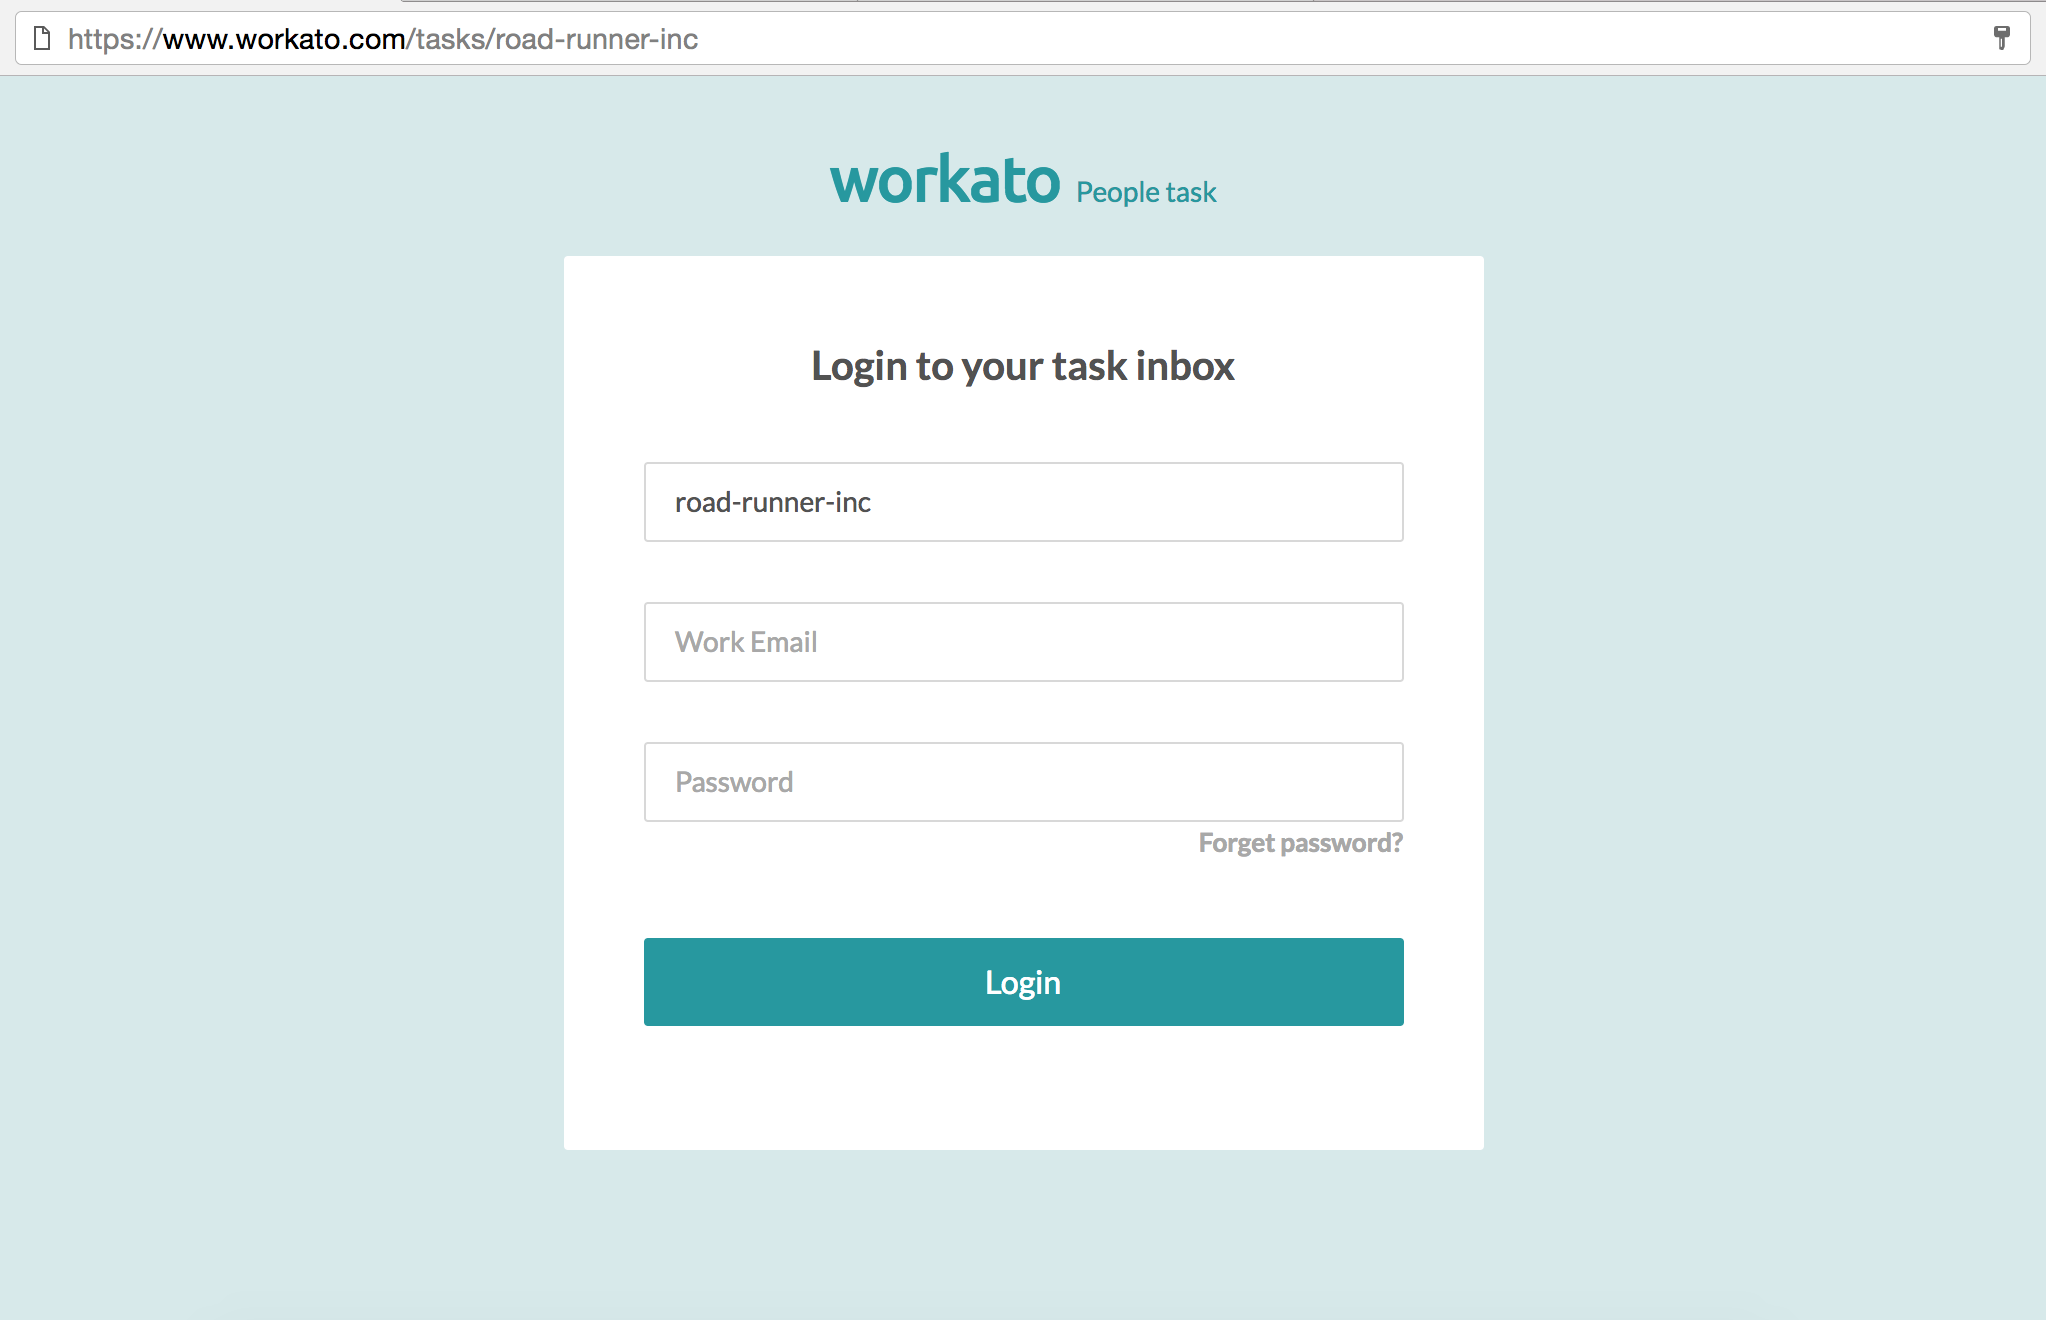 https://www.workato.com/tasks/road-runner-inc
workato People task
Login to your task inbox
road-runner-inc
Work Email
Password
Forget password?
Login